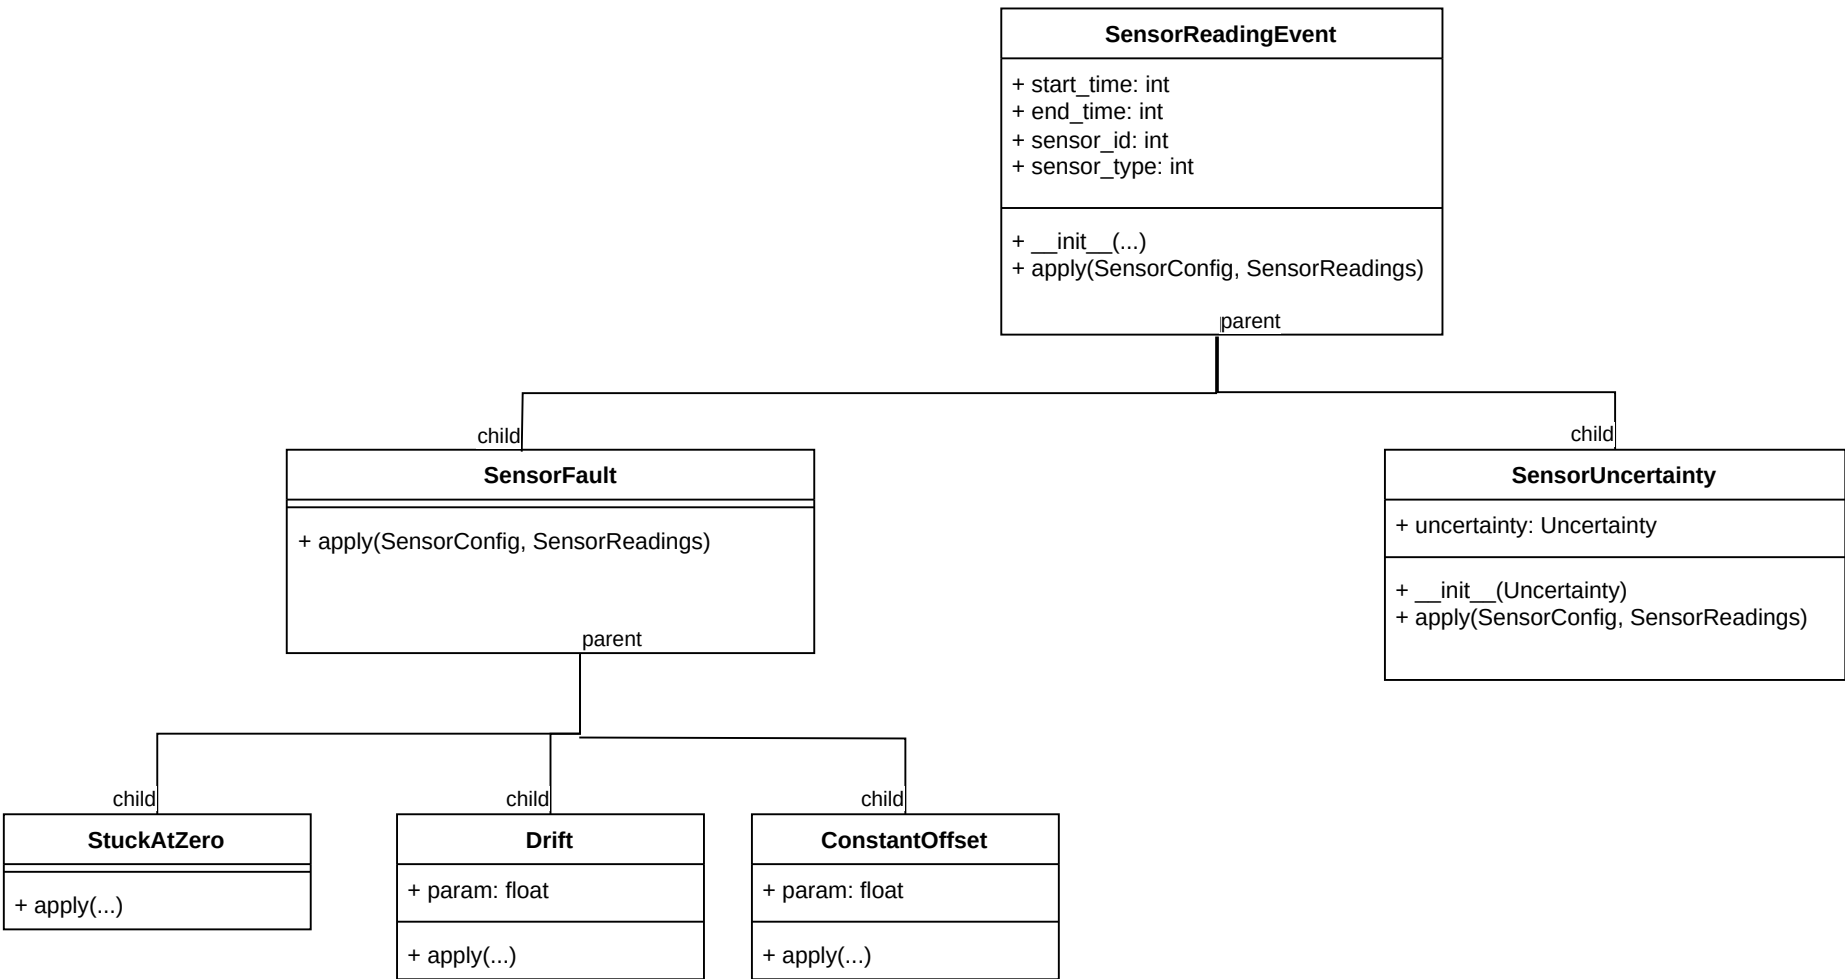 SensorReadingEvent
+ start_time: int
+ end_time: int
+ sensor_id: int
+ sensor_type: int
+ __init__(...)
+ apply(SensorConfig, SensorReadings)
parent
child
child
SensorFault
+ apply(SensorConfig, SensorReadings)
parent
SensorUncertainty
+ uncertainty: Uncertainty
+ __init__(Uncertainty)
+ apply(SensorConfig, SensorReadings)
child
child
child
StuckAtZero
+ apply(...)
Drift
+ param: float
+ apply(...)
ConstantOffset
+ param: float
+ apply(...)